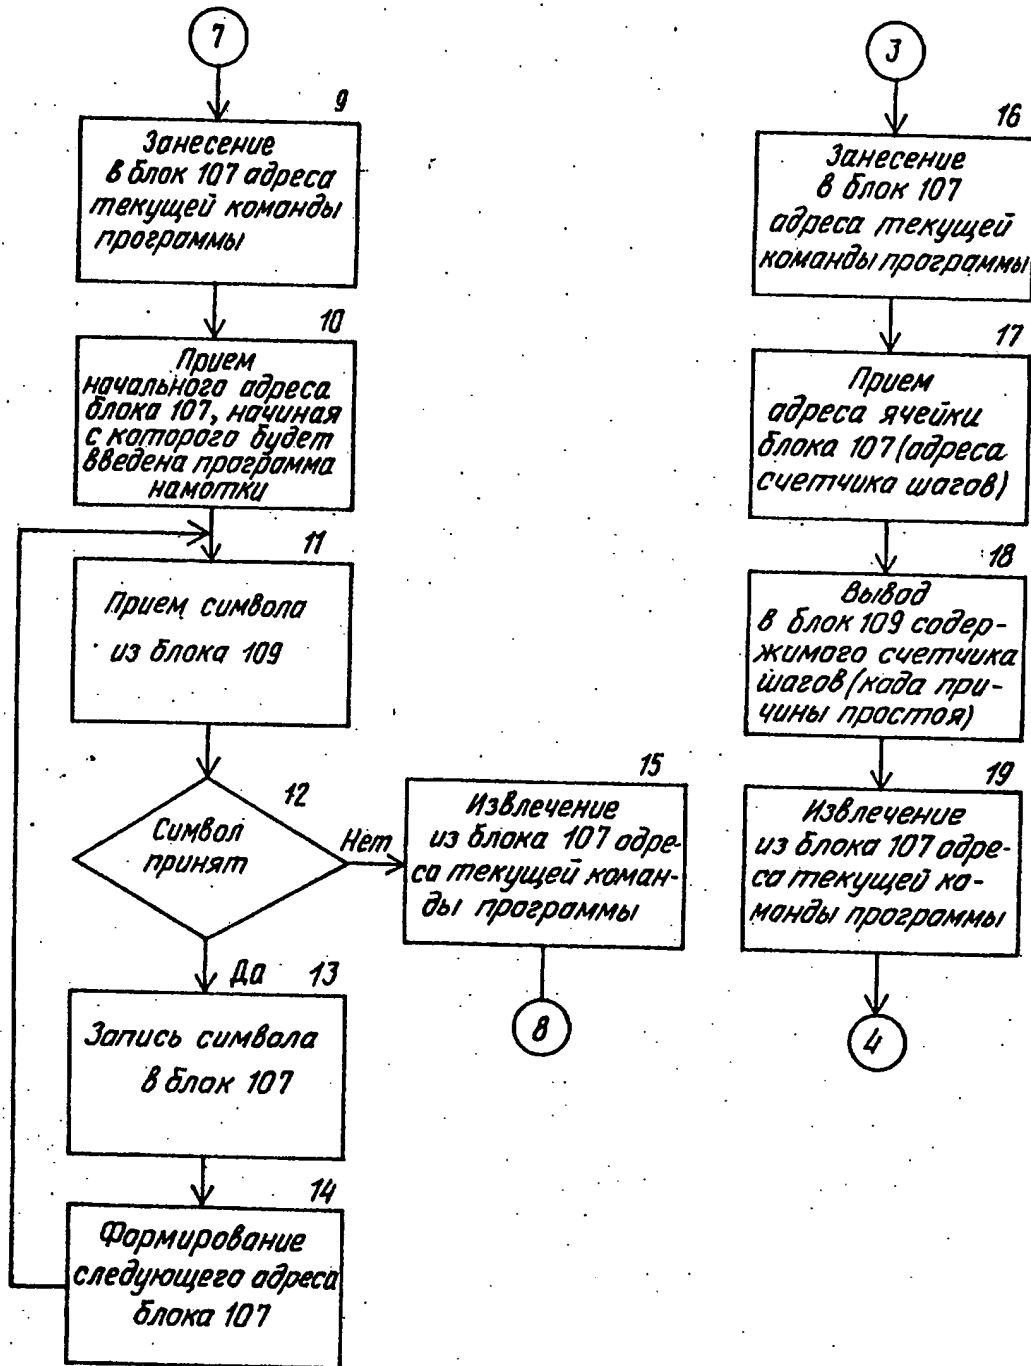 7
9
Занесение
в блок 107 адреса
текущей команды
программы
10
Прием
начального адреса
блока 107, начиная
с которого будет
введена программа
намотки
11
Прием символа
из блока 109
12
Символ
принят
Нет
Да
13
Запись символа
в блок 107
14
Формирование
следующего адреса
блока 107
15
Извлечение
из блока 107 адре-
са текущей коман-
ды программы
8
3
16
Занесение
в блок 107
адреса текущей
команды программы
17
Прием
адреса ячейки
блока 107 (адреса
счетчика шагов)
18
Вывод
в блок 109 содер-
жимого счетчика
шагов (кода при-
чины простоя)
19
Извлечение
из блока 107 адре-
са текущей ко-
манды программы
4